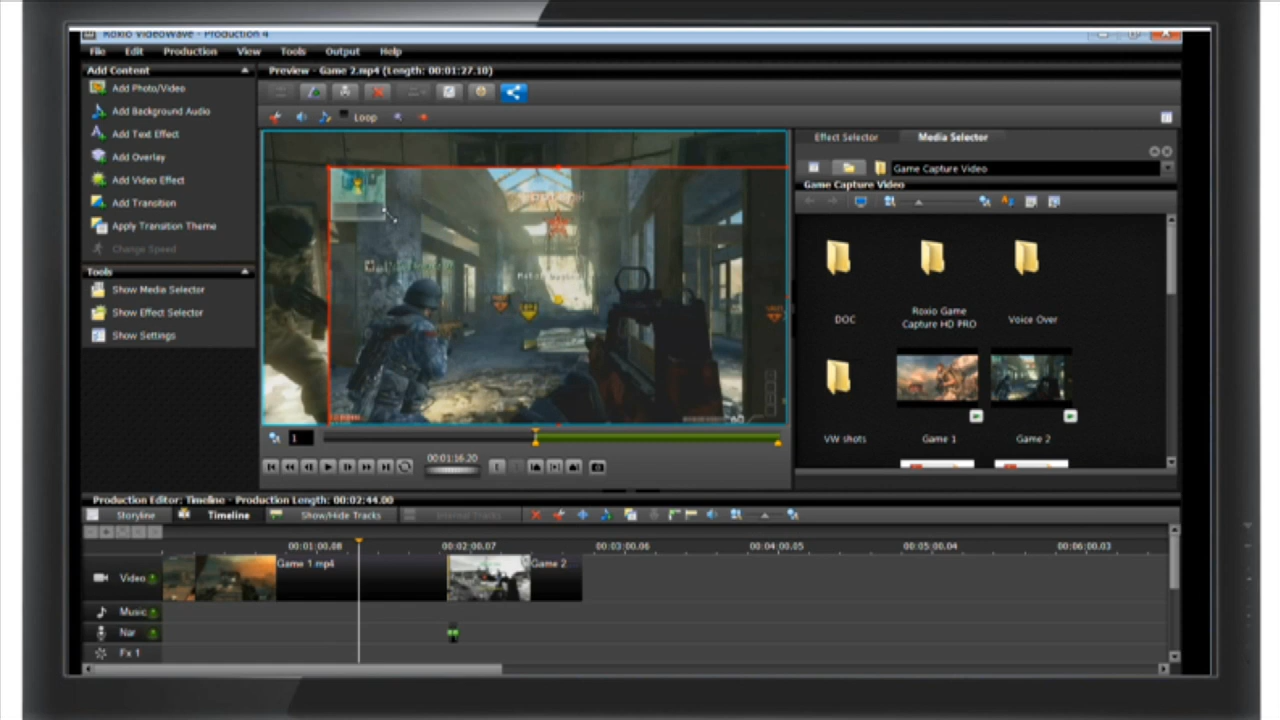 Roxio VideoWave - Production 4
File Edit Production View Tools Output Help
Add Content
Preview - Game 2.mp4 (Length: 00:01:27.10)
Add Photo/Video
Add Background Audio
Loop
Add Text Effect
Effect Selector Media Selector
Add Overlay
Game Capture Video
Add Video Effect
Game Capture Video
Add Transition
Apply Transition Theme
Change Speed
Tools
Show Media Selector
Show Effect Selector
Show Settings
DOC
Roxio Game
Capture HD PRO
Voice Over
VW shots
Game 1
Game 2
1
00:01:16.20
Production Editor: Timeline - Production Length: 00:02:44.00
Storyline Timeline Show/Hide Tracks Internal Tracks
00:01:00.08 00:02:00.07 00:03:00.06 00:04:00.05 00:05:00.04 00:06:00.03
Video Game 1.mp4 Game 2
Music
Nar
Fx 1